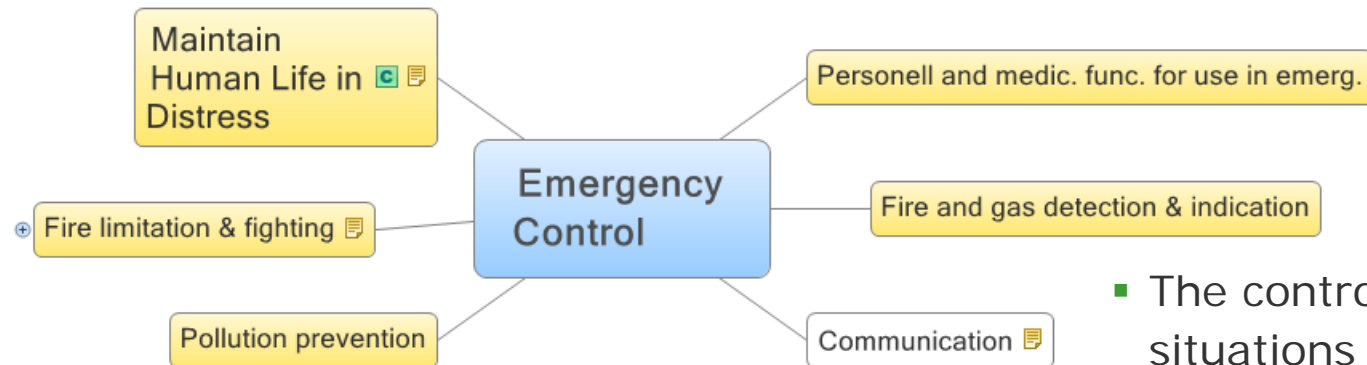 Maintain
Human Life in C
Distress
Personell and medic. func. for use in emerg.
Emergency
Control
Fire limitation & fighting
Fire and gas detection & indication
Pollution prevention
Communication
▪ The contro
situations